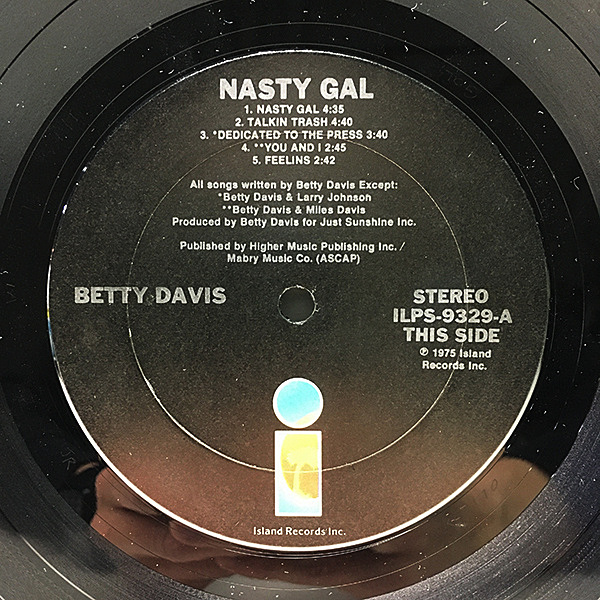 NASTY GAL
1. NASTY GAL 4:35
2. TALKIN TRASH 4:40
3. *DEDICATED TO THE PRESS 3:40
4. **YOU AND I 2:45
5. FEELINS 2:42
All songs written by Betty Davis Except:
*Betty Davis & Larry Johnson
**Betty Davis & Miles Davis
Produced by Betty Davis for Just Sunshine Inc.
Published by Higher Music Publishing Inc. /
Mabry Music Co. (ASCAP)
BETTY DAVIS
STEREO
ILPS-9329-A
THIS SIDE
℗ 1975 Island
Records Inc.
Island Records Inc.